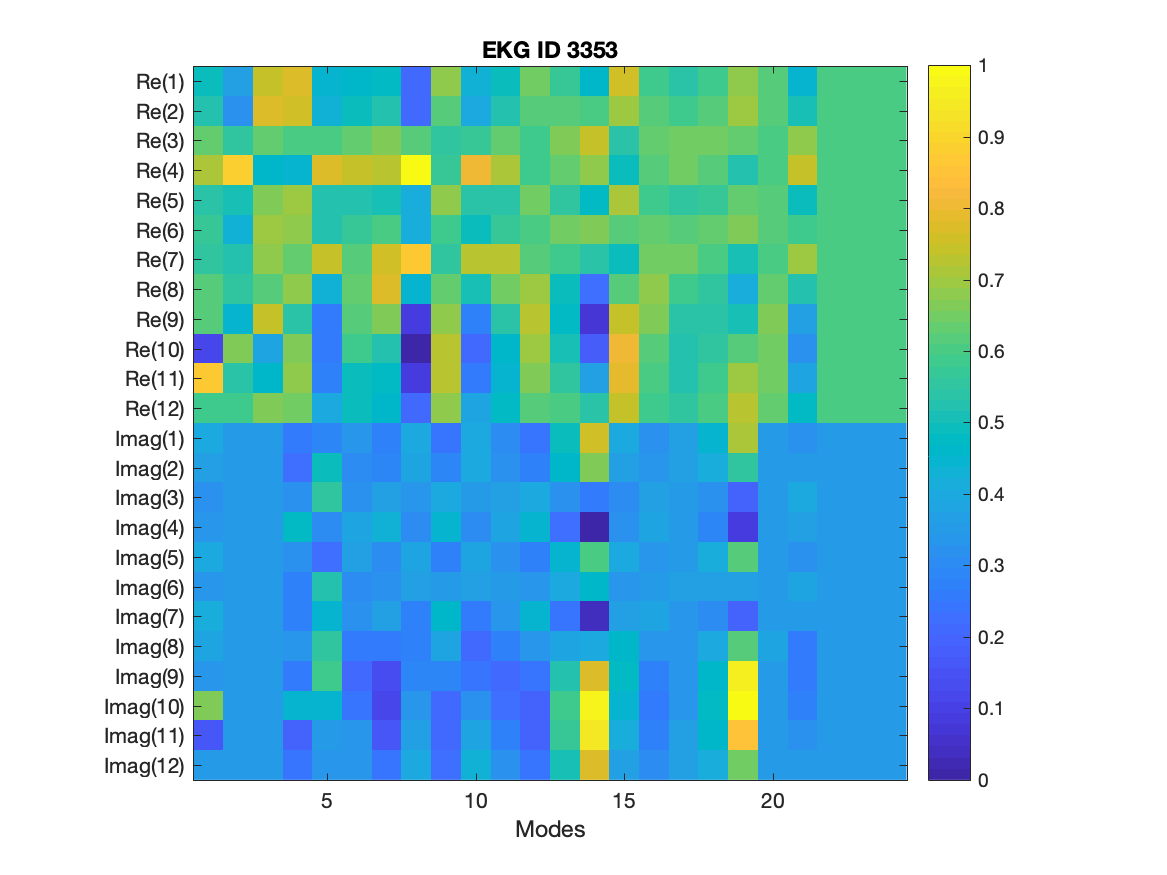 EKG ID 3353
Re(1)
Re(2)
Re(3)
Re(4)
Re(5)
Re(6)
Re(7)
Re(8)
Re(9)
Re(10)
Re(11)
Re(12)
Imag(1)
Imag(2)
Imag(3)
Imag(4)
Imag(5)
Imag(6)
Imag(7)
Imag(8)
Imag(9)
Imag(10)
Imag(11)
Imag(12)
5 10 15 20
Modes
1
0.9
0.8
0.7
0.6
0.5
0.4
0.3
0.2
0.1
0